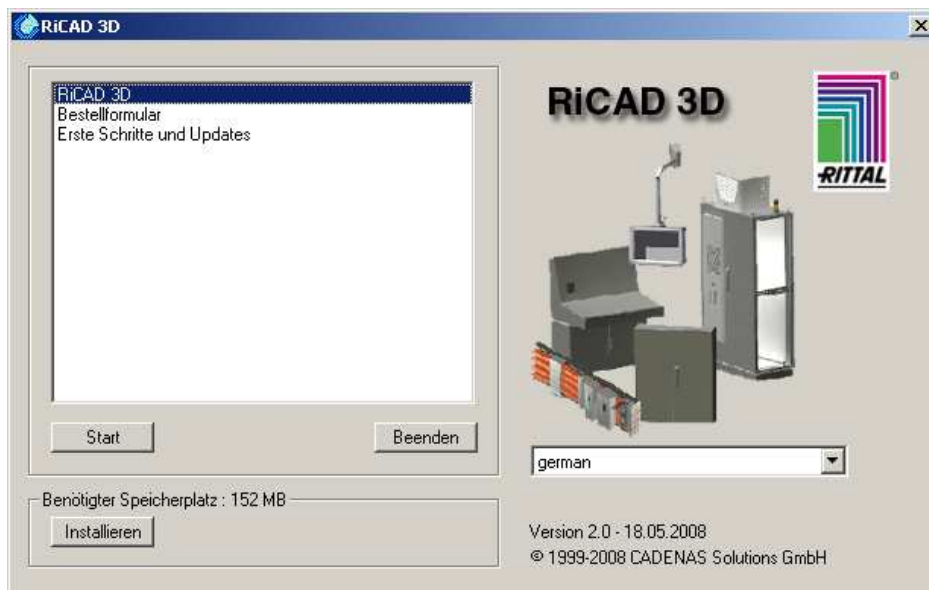 RiCAD 3D
RiCAD 3D
Bestellformular
Erste Schritte und Updates
Start
Beenden
Benötigter Speicherplatz : 152 MB
Installieren
RiCAD 3D
RITTAL
german
Version 2.0 - 18.05.2008
© 1999-2008 CADENAS Solutions GmbH